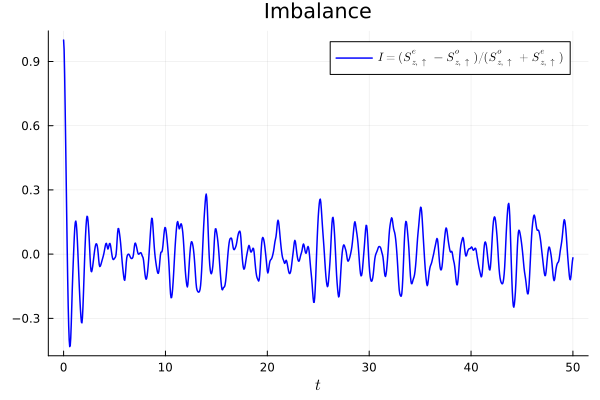 Imbalance
I = (S^e_{z,↑} − S^o_{z,↑})/(S^o_{z,↑} + S^e_{z,↑})
0.9
0.6
0.3
0.0
−0.3
0 10 20 30 40 50
t